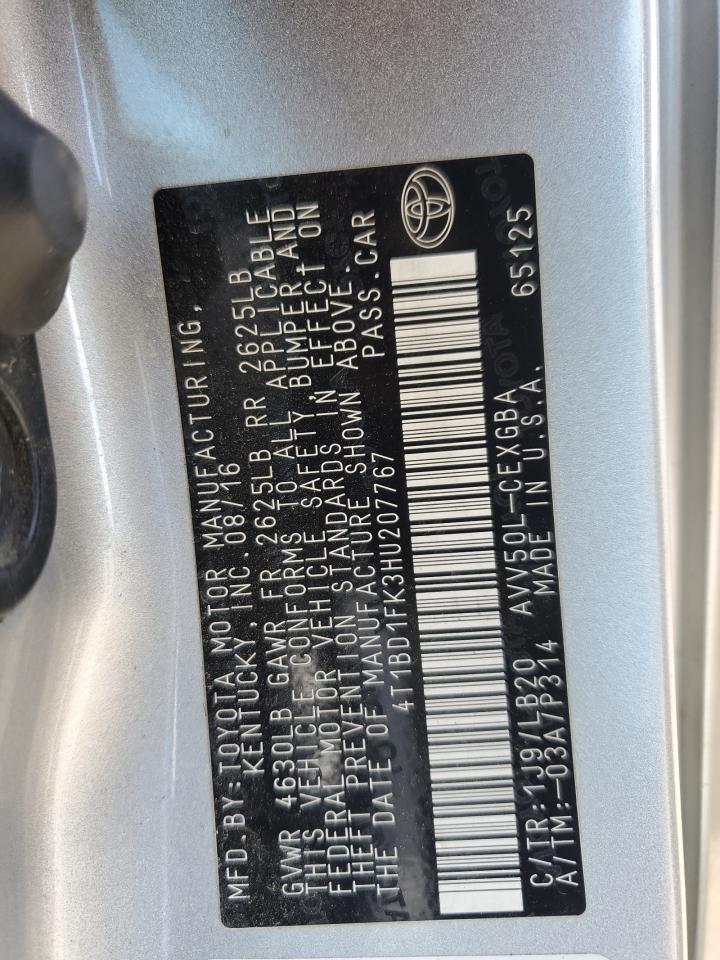 MFD.BY:TOYOTA MOTOR MANUFACTURING,
KENTUCKY, INC.08/16
GVWR 4630LB GAWR FR 2625LB RR 2625LB
THIS VEHICLE CONFORMS TO ALL APPLICABLE
FEDERAL MOTOR VEHICLE SAFETY, BUMPER, AND
THEFT PREVENTION STANDARDS IN EFFECT ON
THE DATE OF MANUFACTURE SHOWN ABOVE.
4T1BD1FK3HU207767 PASS.CAR
C/TR:1J9/LB20 AVV50L-CEXGBA 65125
A/TM:-03A/P314 MADE IN U.S.A.